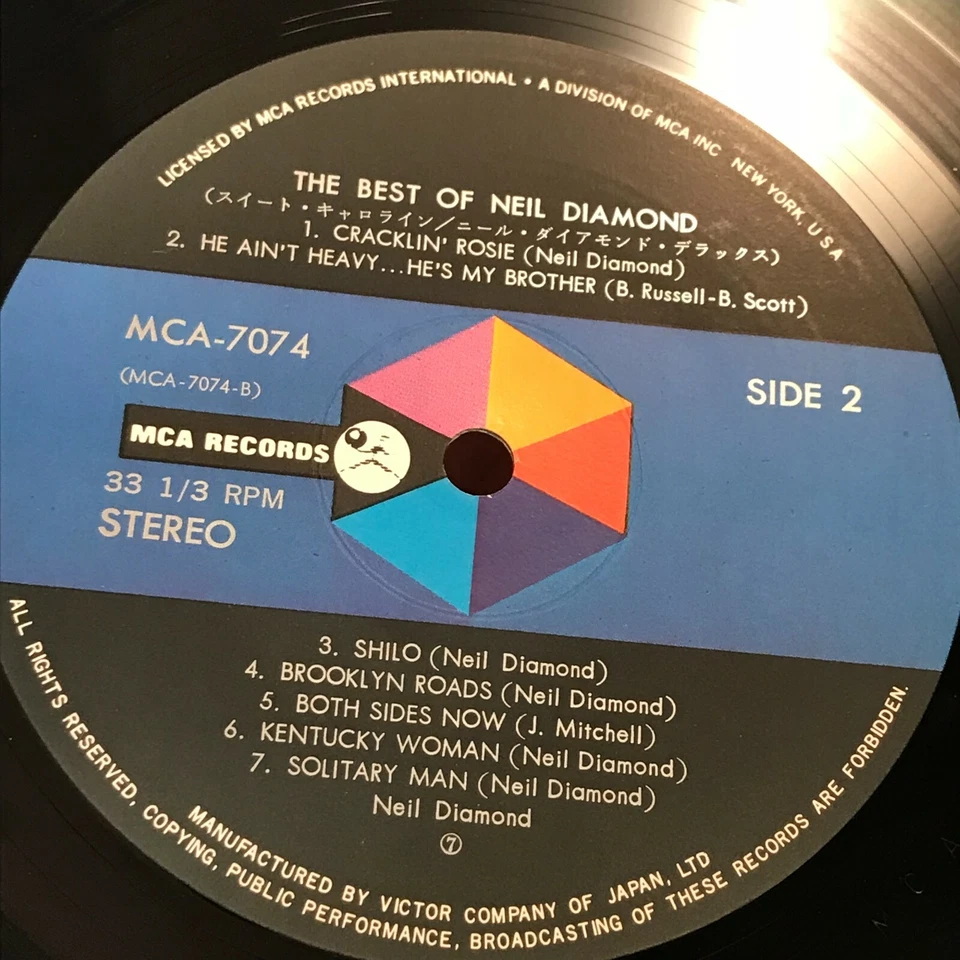 LICENSED BY MCA RECORDS INTERNATIONAL • A DIVISION OF MCA INC NEW YORK, U S A
THE BEST OF NEIL DIAMOND
(スイート・キャロライン/ニール・ダイアモンド・デラックス)
1. CRACKLIN' ROSIE (Neil Diamond)
2. HE AIN'T HEAVY...HE'S MY BROTHER (B. Russell-B. Scott)
MCA-7074
(MCA-7074-B)
SIDE 2
MCA RECORDS
33 1/3 RPM
STEREO
3. SHILO (Neil Diamond)
4. BROOKLYN ROADS (Neil Diamond)
5. BOTH SIDES NOW (J. Mitchell)
6. KENTUCKY WOMAN (Neil Diamond)
7. SOLITARY MAN (Neil Diamond)
Neil Diamond
⑦
MANUFACTURED BY VICTOR COMPANY OF JAPAN, LTD
ALL RIGHTS RESERVED, COPYING, PUBLIC PERFORMANCE, BROADCASTING OF THESE RECORDS ARE FORBIDDEN.